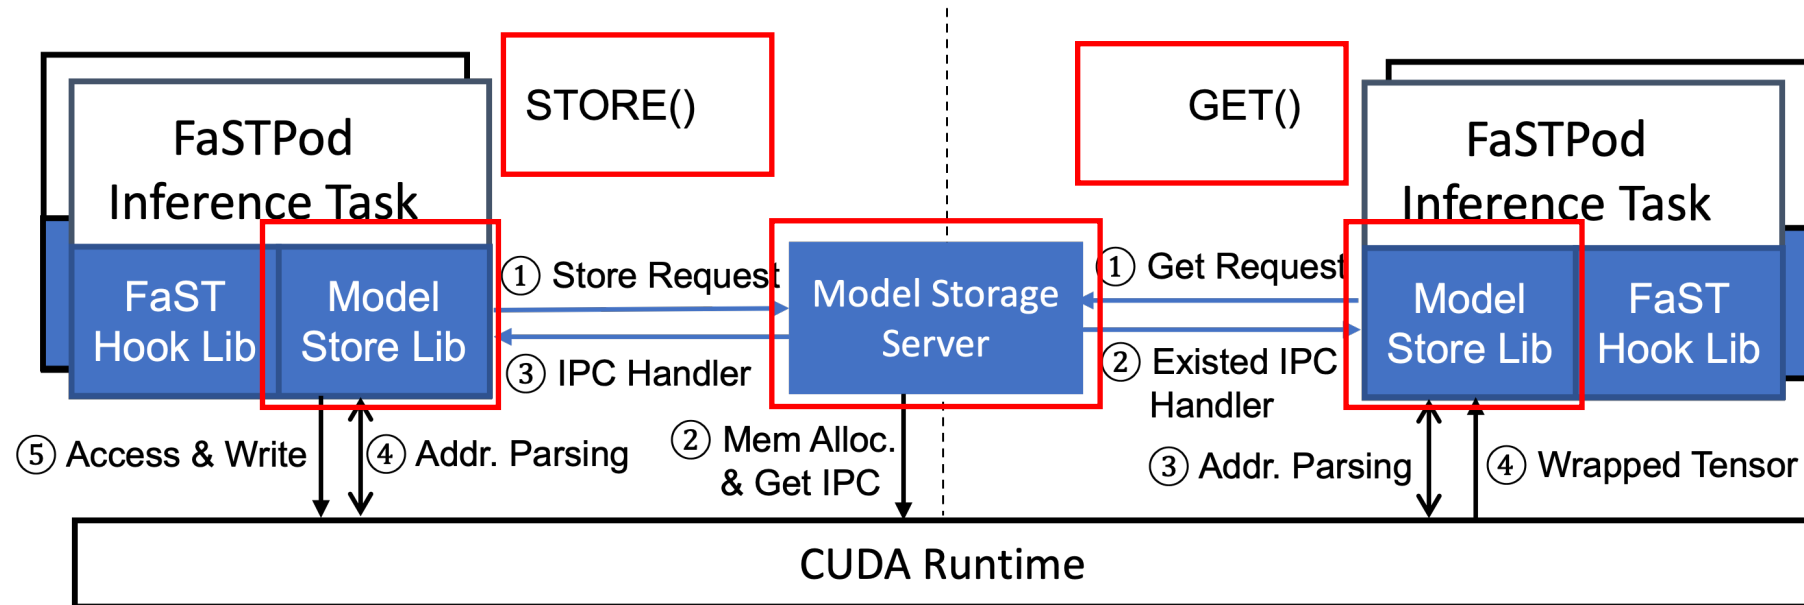 STORE()
GET()
FaSTPod
Inference Task
FaSTPod
Inference Task
FaST
Hook Lib
Model
Store Lib
① Store Request
③ IPC Handler
Model Storage
Server
① Get Request
② Existed IPC
Handler
Model
Store Lib
FaST
Hook Lib
⑤ Access & Write
④ Addr. Parsing
② Mem Alloc.
& Get IPC
③ Addr. Parsing
④ Wrapped Tensor
CUDA Runtime